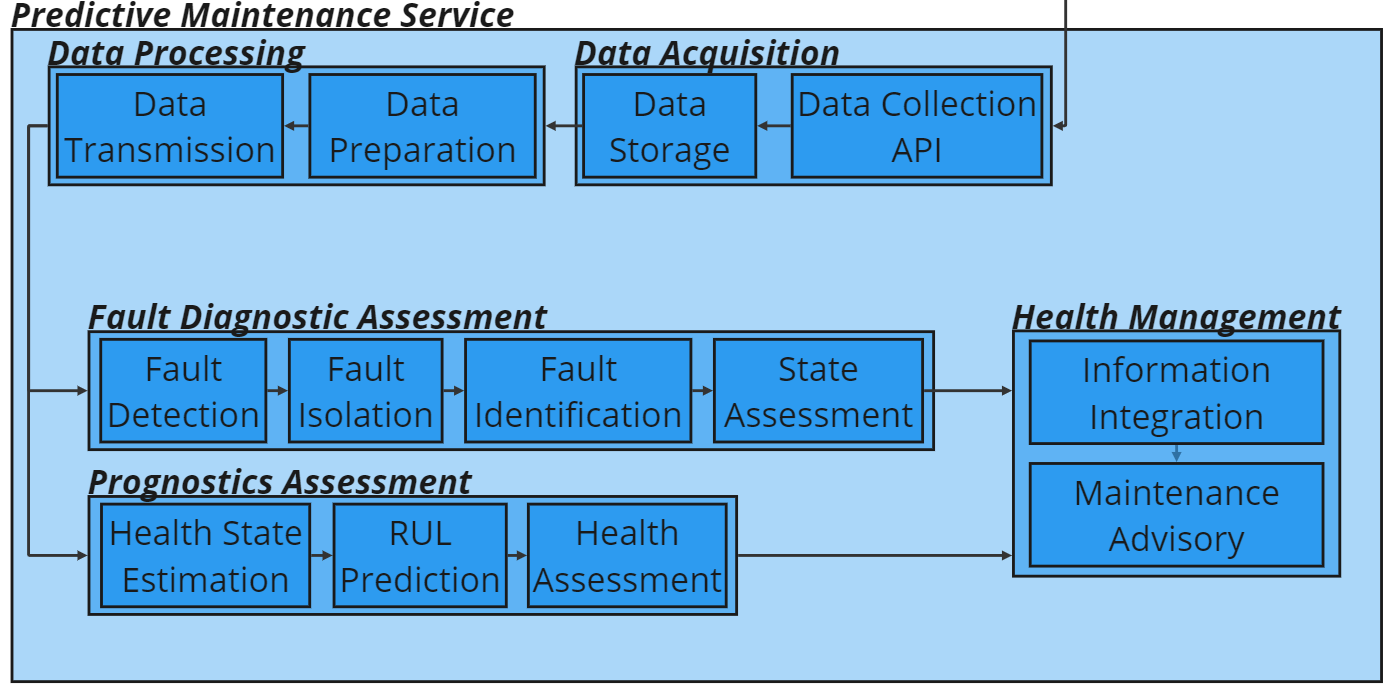 Predictive Maintenance Service
Data Processing
Data
Transmission
Data
Preparation
Data Acquisition
Data
Storage
Data Collection
API
Fault Diagnostic Assessment
Fault
Detection
Fault
Isolation
Fault
Identification
State
Assessment
Prognostics Assessment
Health State
Estimation
RUL
Prediction
Health
Assessment
Health Management
Information
Integration
Maintenance
Advisory